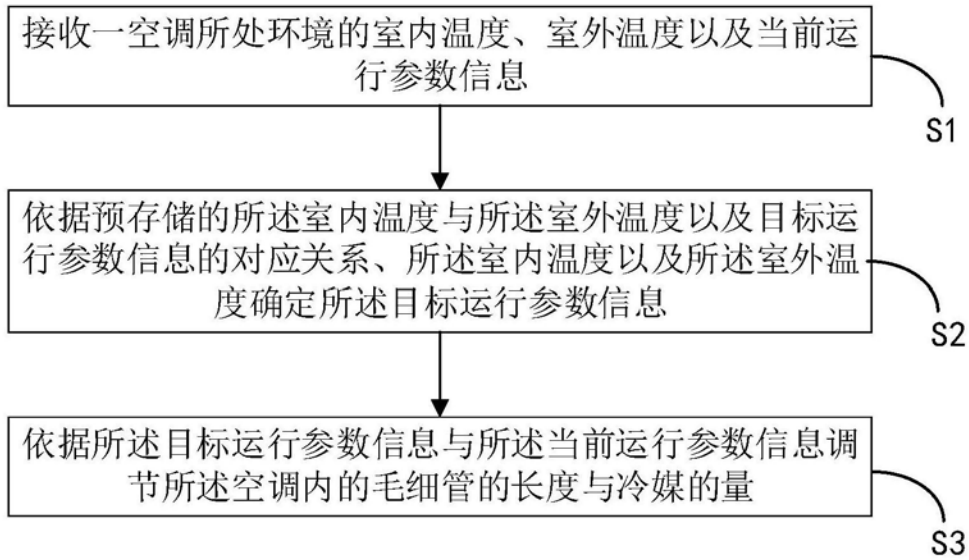 接收一空调所处环境的室内温度、室外温度以及当前运
行参数信息
S1
依据预存储的所述室内温度与所述室外温度以及目标运
行参数信息的对应关系、所述室内温度以及所述室外温
度确定所述目标运行参数信息
S2
依据所述目标运行参数信息与所述当前运行参数信息调
节所述空调内的毛细管的长度与冷媒的量
S3